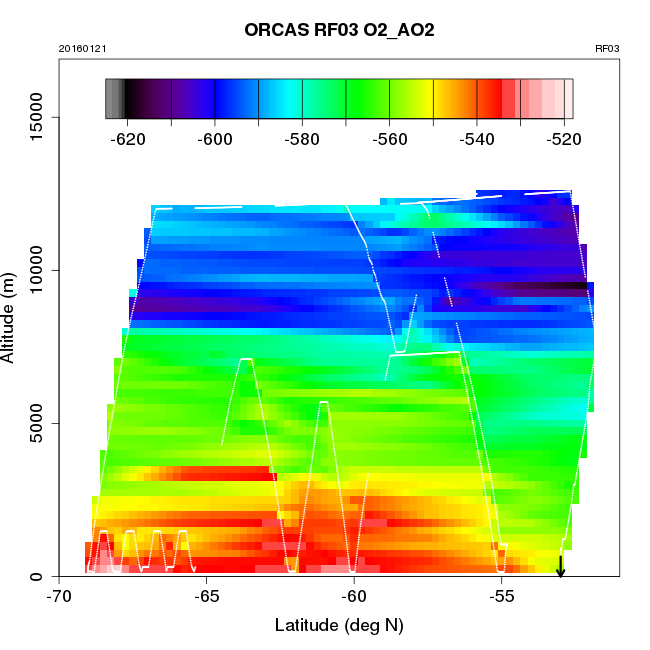 ORCAS RF03 O2_AO2
20160121 RF03
-620 -600 -580 -560 -540 -520
15000
10000
5000
0
Altitude (m)
-70 -65 -60 -55
Latitude (deg N)